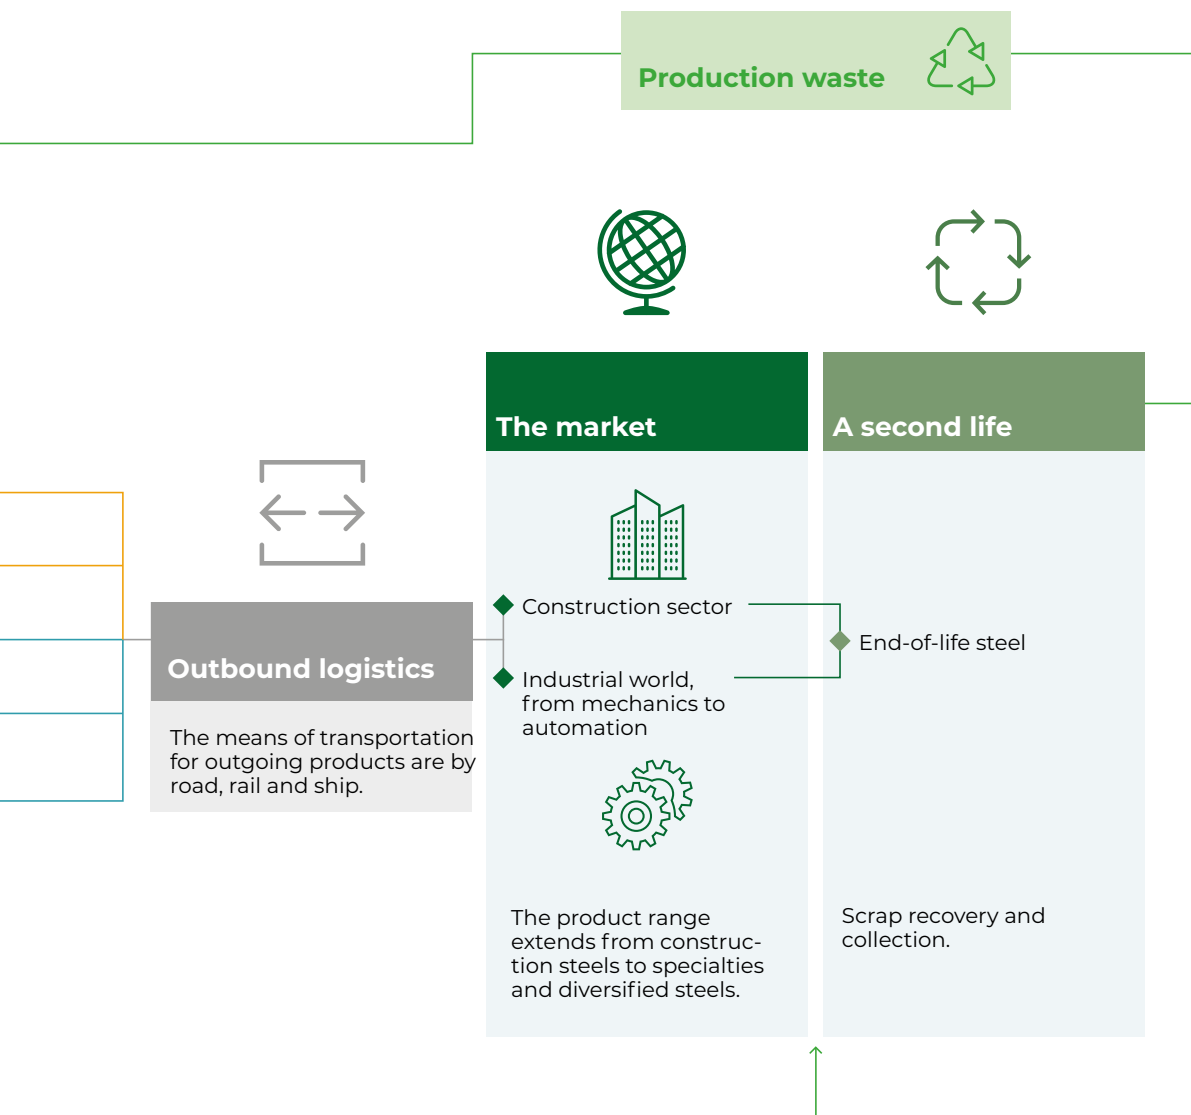 Production waste
The market
A second life
Construction sector
End-of-life steel
Outbound logistics
Industrial world,
from mechanics to
automation
The means of transportation
for outgoing products are by
road, rail and ship.
The product range
extends from construc-
tion steels to specialties
and diversified steels.
Scrap recovery and
collection.